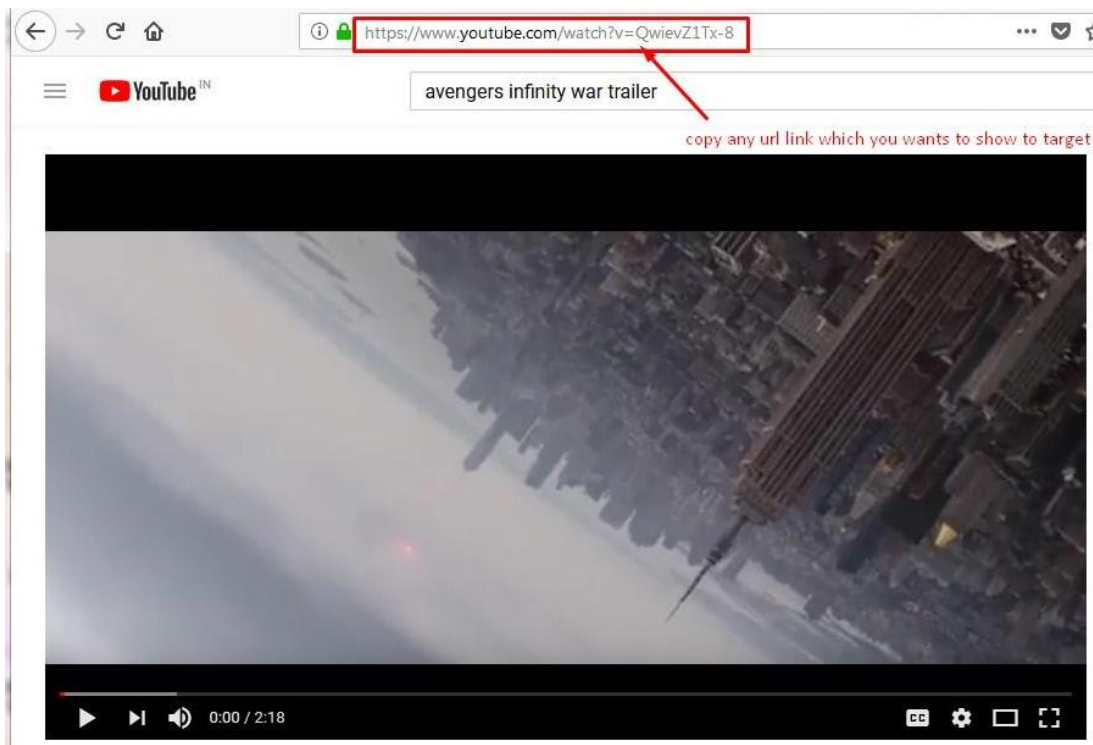 https://www.youtube.com/watch?v=QwievZ1Tx-8
YouTube IN
avengers infinity war trailer
copy any url link which you wants to show to target
0:00 / 2:18
CC